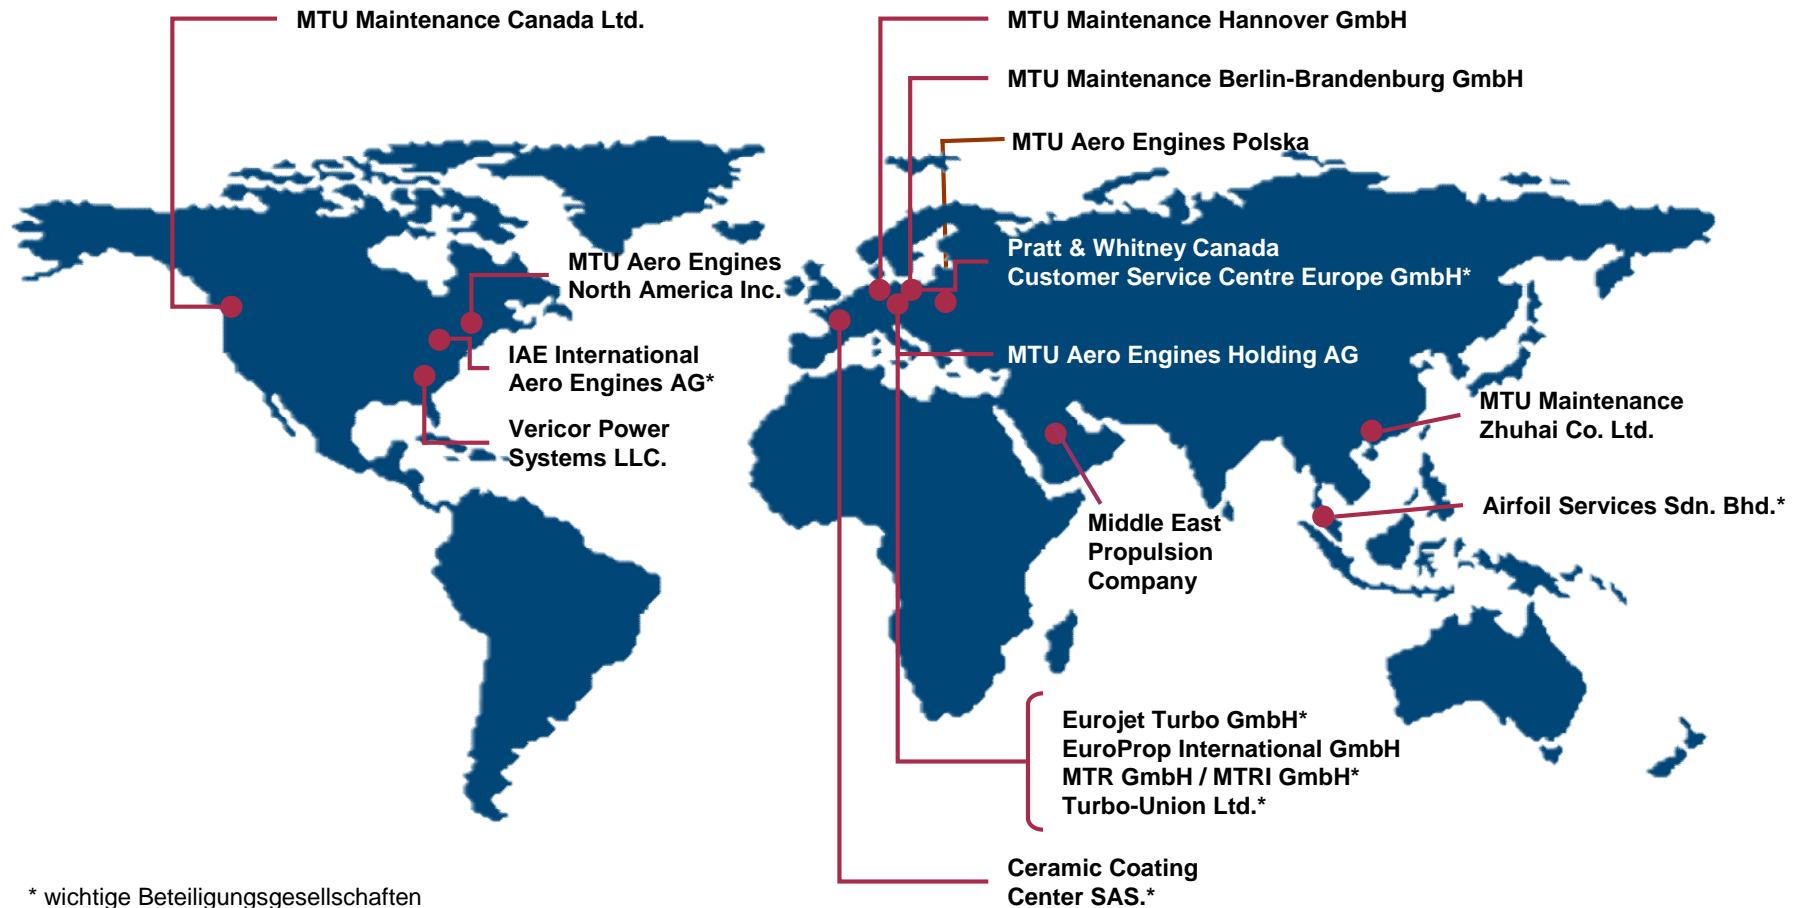 MTU Maintenance Canada Ltd.
MTU Maintenance Hannover GmbH
MTU Maintenance Berlin-Brandenburg GmbH
MTU Aero Engines Polska
Pratt & Whitney Canada
Customer Service Centre Europe GmbH*
MTU Aero Engines
North America Inc.
IAE International
Aero Engines AG*
MTU Aero Engines Holding AG
Vericor Power
Systems LLC.
MTU Maintenance
Zhuhai Co. Ltd.
Airfoil Services Sdn. Bhd.*
Middle East
Propulsion
Company
Eurojet Turbo GmbH*
EuroProp International GmbH
MTR GmbH / MTRI GmbH*
Turbo-Union Ltd.*
Ceramic Coating
Center SAS.*
* wichtige Beteiligungsgesellschaften